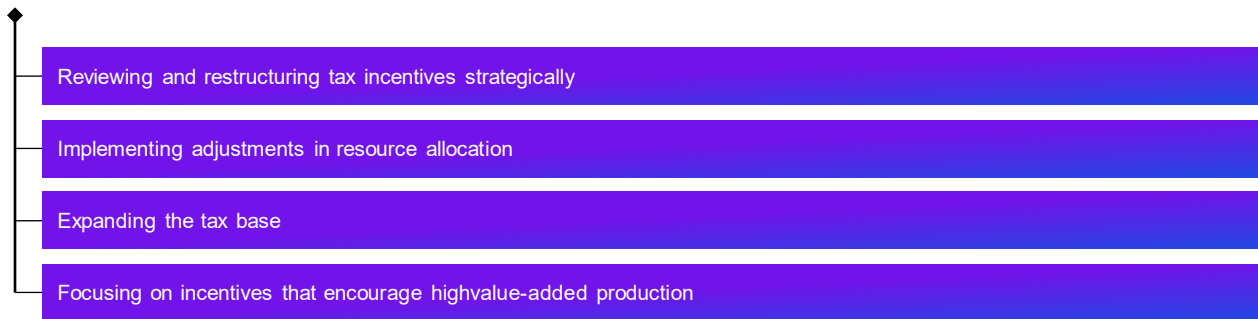 Reviewing and restructuring tax incentives strategically
Implementing adjustments in resource allocation
Expanding the tax base
Focusing on incentives that encourage highvalue-added production